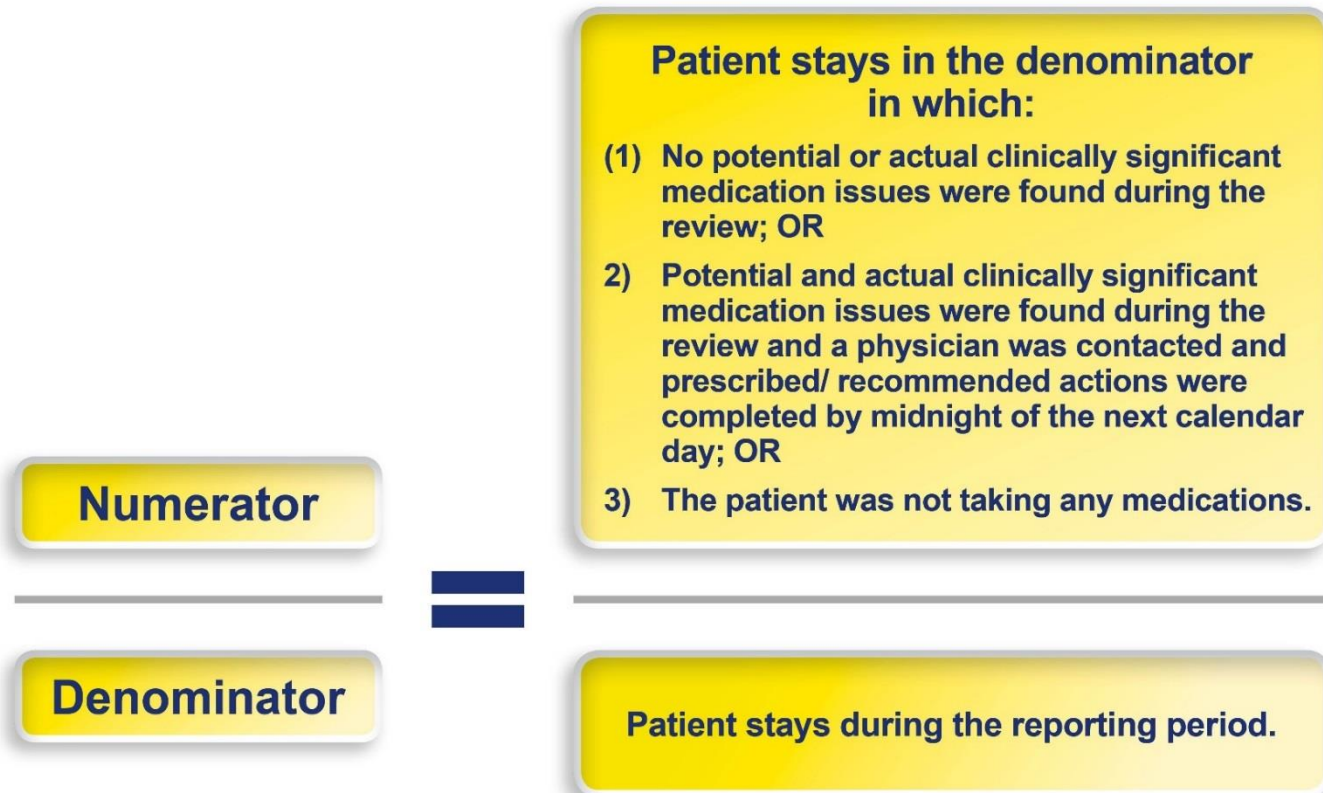 Numerator
Denominator
Patient stays in the denominator
in which:
(1) No potential or actual clinically significant
medication issues were found during the
review; OR
2) Potential and actual clinically significant
medication issues were found during the
review and a physician was contacted and
prescribed/ recommended actions were
completed by midnight of the next calendar
day; OR
3) The patient was not taking any medications.
Patient stays during the reporting period.